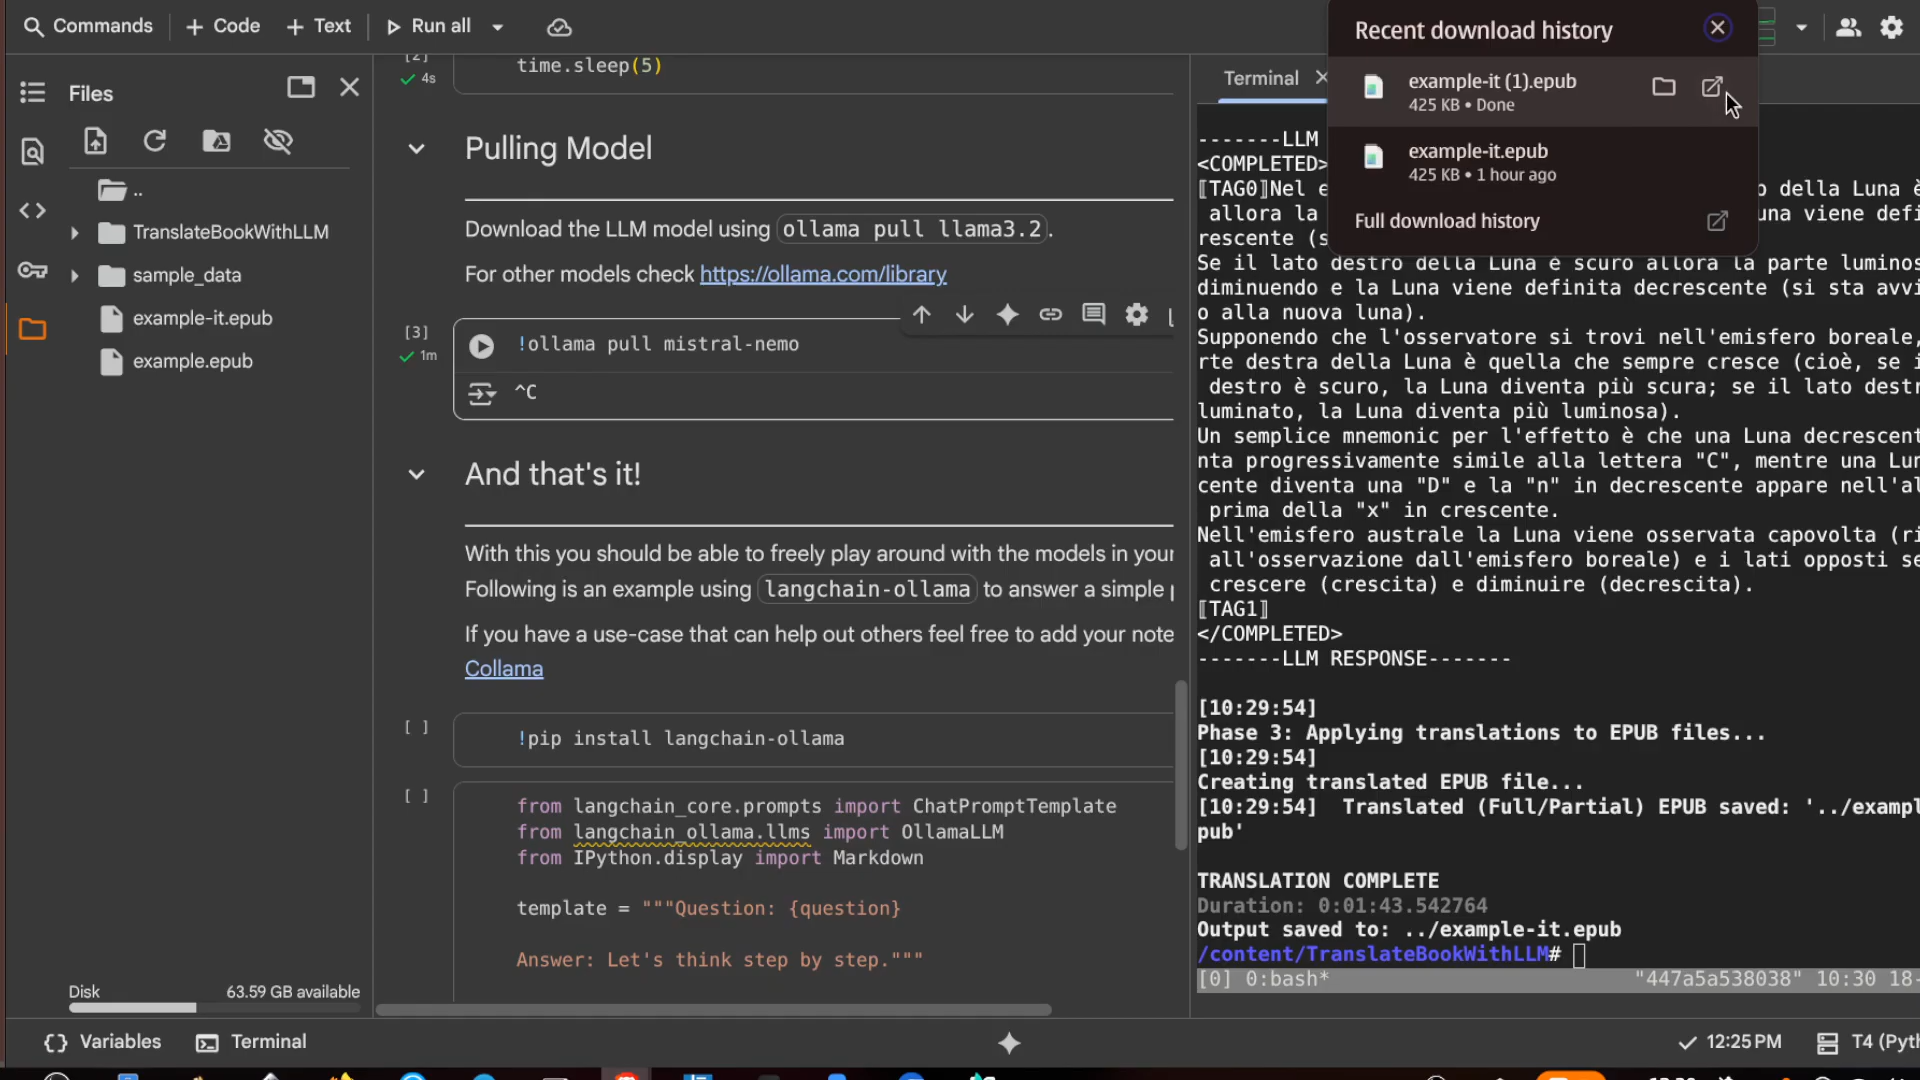 Commands
+ Code
+ Text
Run all
Recent download history
example-it (1).epub
425 KB • Done
example-it.epub
425 KB • 1 hour ago
Full download history
Files
..
TranslateBookWithLLM
sample_data
example-it.epub
example.epub
Disk
63.59 GB available
[2]
4s
time.sleep(5)
Pulling Model
Download the LLM model using ollama pull llama3.2.
For other models check https://ollama.com/library
[3]
1m
!ollama pull mistral-nemo
^C
And that's it!
With this you should be able to freely play around with the models in your
Following is an example using langchain-ollama to answer a simple
If you have a use-case that can help out others feel free to add your note
Collama
[ ]
!pip install langchain-ollama
[ ]
from langchain_core.prompts import ChatPromptTemplate
from langchain_ollama.llms import OllamaLLM
from IPython.display import Markdown
template = """Question: {question}
Answer: Let's think step by step."""
Terminal
-------LLM
<COMPLETED>
⟦TAG0⟧Nel e
o della Luna è
allora la
una viene defi
rescente (s
Se il lato destro della Luna è scuro allora la parte luminos
diminuendo e la Luna viene definita decrescente (si sta avvi
o alla nuova luna).
Supponendo che l'osservatore si trovi nell'emisfero boreale,
rte destra della Luna è quella che sempre cresce (cioè, se i
destro è scuro, la Luna diventa più scura; se il lato destr
luminato, la Luna diventa più luminosa).
Un semplice mnemonic per l'effetto è che una Luna decrescent
nta progressivamente simile alla lettera "C", mentre una Lun
cente diventa una "D" e la "n" in decrescente appare nell'al
prima della "x" in crescente.
Nell'emisfero australe la Luna viene osservata capovolta (ri
all'osservazione dall'emisfero boreale) e i lati opposti se
crescere (crescita) e diminuire (decrescita).
⟦TAG1⟧
</COMPLETED>
-------LLM RESPONSE-------
[10:29:54]
Phase 3: Applying translations to EPUB files...
[10:29:54]
Creating translated EPUB file...
[10:29:54] Translated (Full/Partial) EPUB saved: '../exampl
pub'
TRANSLATION COMPLETE
Duration: 0:01:43.542764
Output saved to: ../example-it.epub
/content/TranslateBookWithLLM#
[0] 0:bash*
"447a5a538038" 10:30 18-
Variables
Terminal
12:25 PM
T4 (Pyth